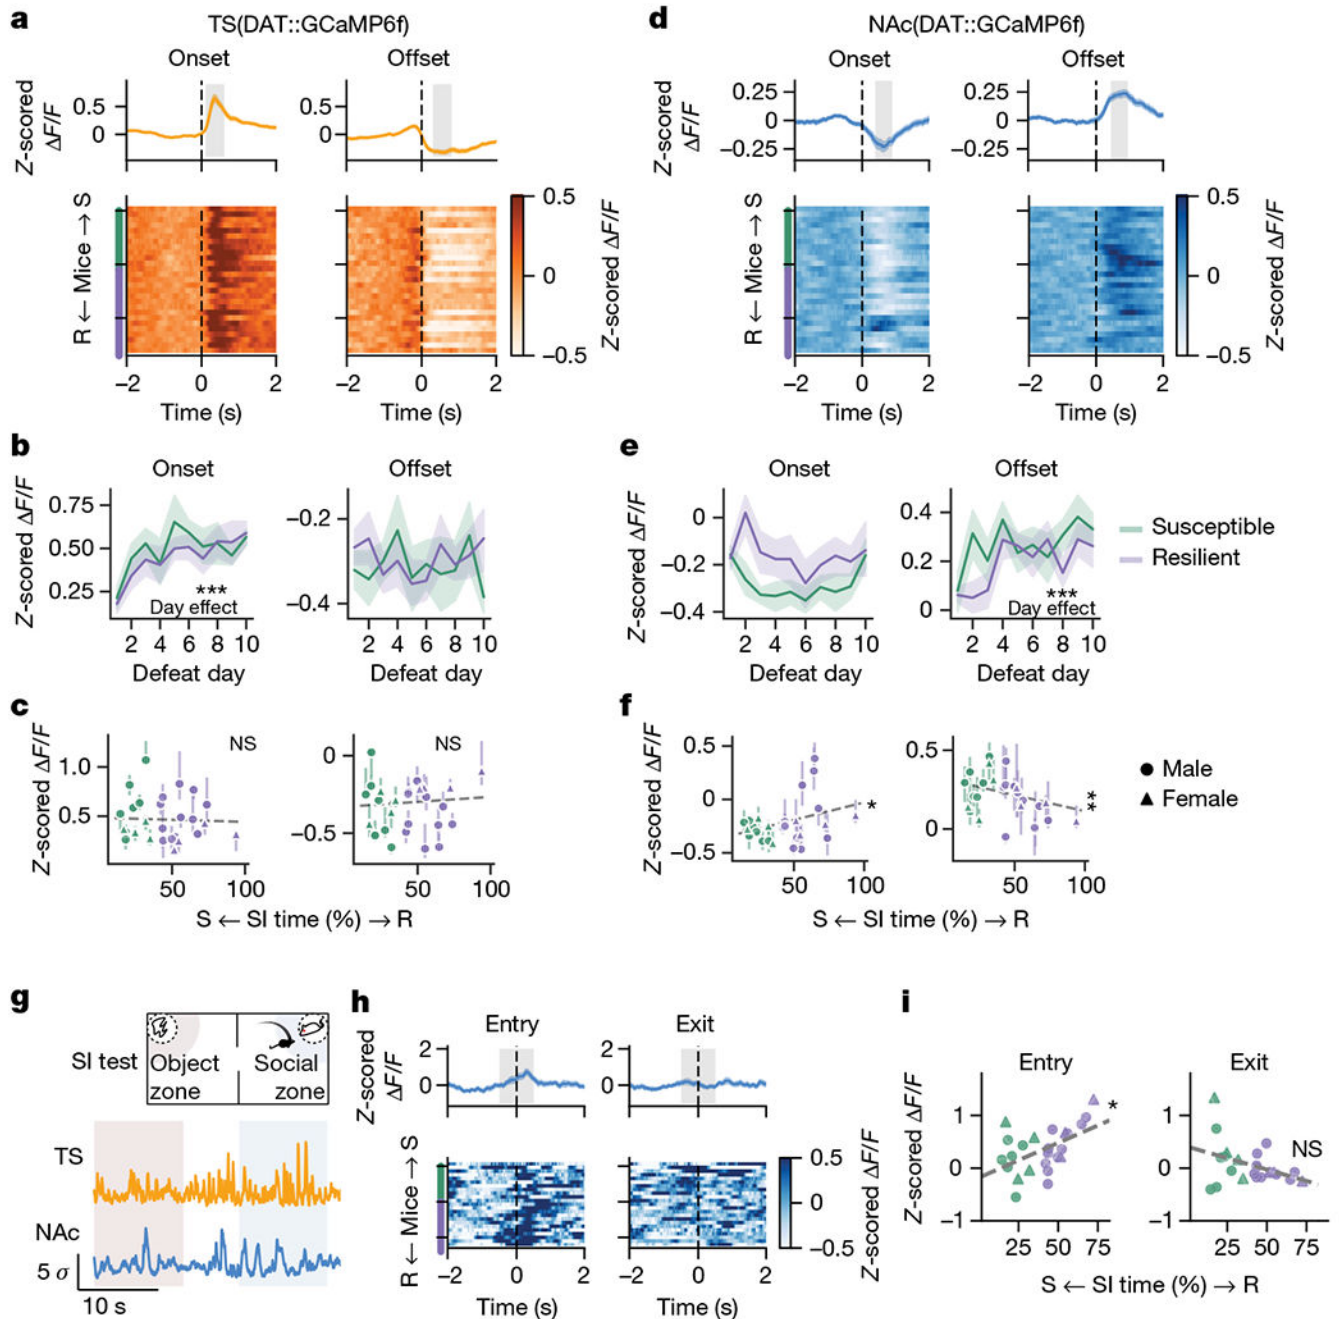 a
TS(DAT::GCaMP6f)
Onset
Offset
Z-scored ΔF/F
0.5
0
0.5
0
R ← Mice → S
0.5
0
−0.5
Z-scored ΔF/F
−2 0 2
−2 0 2
Time (s)
Time (s)
d
NAc(DAT::GCaMP6f)
Onset
Offset
Z-scored ΔF/F
0.25
0
−0.25
0.25
0
−0.25
R ← Mice → S
0.5
0
−0.5
Z-scored ΔF/F
−2 0 2
−2 0 2
Time (s)
Time (s)
b
Onset
Offset
Z-scored ΔF/F
0.75
0.50
0.25
***
Day effect
−0.2
−0.4
2 4 6 8 10
2 4 6 8 10
Defeat day
Defeat day
e
Onset
Offset
Z-scored ΔF/F
0
−0.2
−0.4
0.4
0.2
0
***
Day effect
2 4 6 8 10
2 4 6 8 10
Defeat day
Defeat day
Susceptible
Resilient
c
Z-scored ΔF/F
1.0
0.5
NS
0
−0.5
NS
50 100
50 100
S ← SI time (%) → R
f
Z-scored ΔF/F
0.5
0
−0.5
*
0.5
0
**
50 100
50 100
S ← SI time (%) → R
Male
Female
g
SI test
Object zone
Social zone
TS
NAc
5 σ
10 s
h
Entry
Exit
Z-scored ΔF/F
2
0
2
0
R ← Mice → S
0.5
0
−0.5
Z-scored ΔF/F
−2 0 2
−2 0 2
Time (s)
Time (s)
i
Entry
Exit
Z-scored ΔF/F
1
0
−1
*
1
0
−1
NS
25 50 75
25 50 75
S ← SI time (%) → R